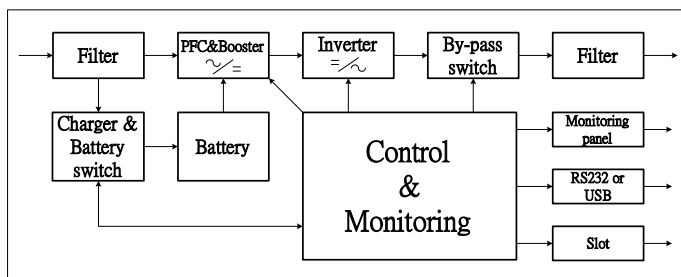 Filter
PFC&Booster
Inverter
By-pass
switch
Filter
Charger &
Battery
switch
Battery
Control
&
Monitoring
Monitoring
panel
RS232 or
USB
Slot